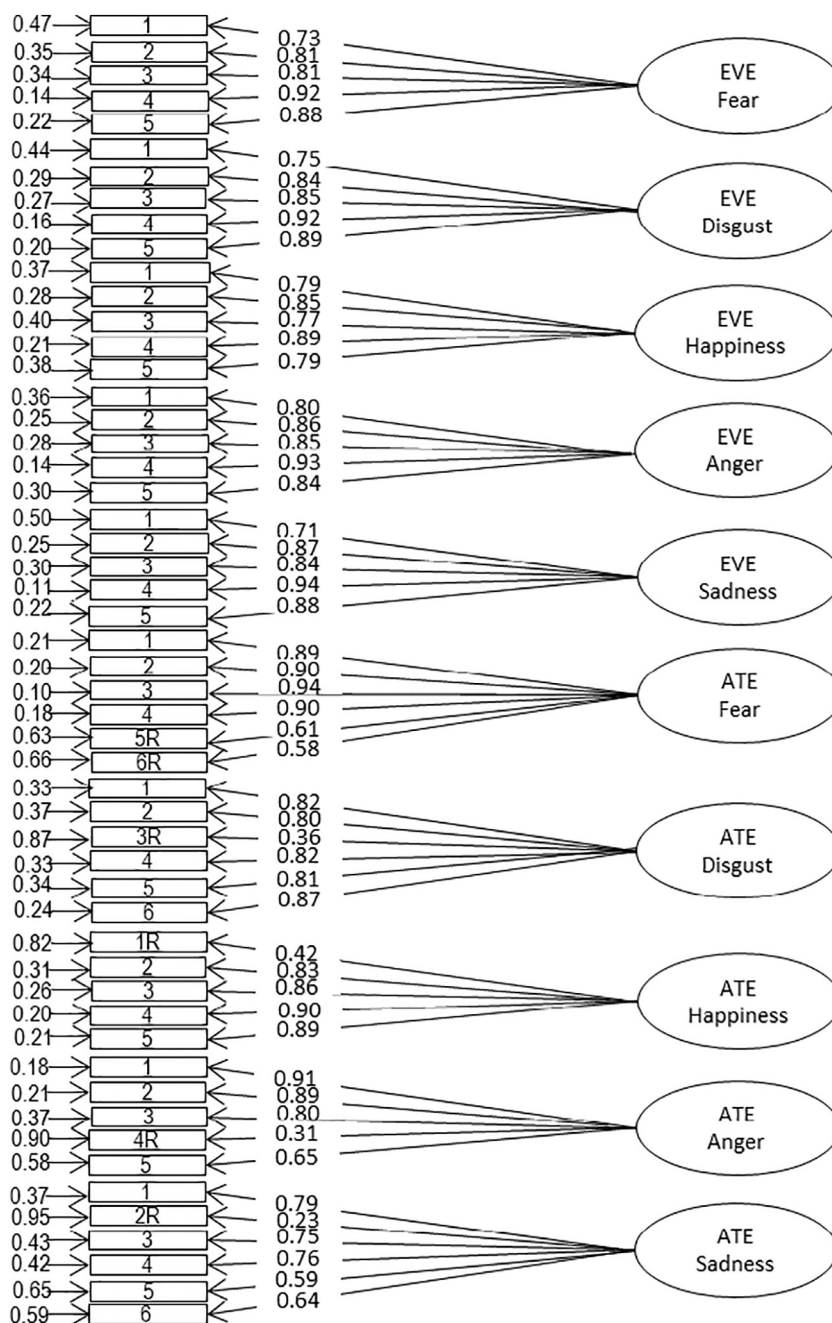 0.47 1 0.73
0.35 2 0.81
0.34 3 0.81
0.14 4 0.92
0.22 5 0.88
EVE
Fear
0.44 1 0.75
0.29 2 0.84
0.27 3 0.85
0.16 4 0.92
0.20 5 0.89
EVE
Disgust
0.37 1 0.79
0.28 2 0.85
0.40 3 0.77
0.21 4 0.89
0.38 5 0.79
EVE
Happiness
0.36 1 0.80
0.25 2 0.86
0.28 3 0.85
0.14 4 0.93
0.30 5 0.84
EVE
Anger
0.50 1 0.71
0.25 2 0.87
0.30 3 0.84
0.11 4 0.94
0.22 5 0.88
EVE
Sadness
0.21 1 0.89
0.20 2 0.90
0.10 3 0.94
0.18 4 0.90
0.63 5R 0.61
0.66 6R 0.58
ATE
Fear
0.33 1 0.82
0.37 2 0.80
0.87 3R 0.36
0.33 4 0.82
0.34 5 0.81
0.24 6 0.87
ATE
Disgust
0.82 1R 0.42
0.31 2 0.83
0.26 3 0.86
0.20 4 0.90
0.21 5 0.89
ATE
Happiness
0.18 1 0.91
0.21 2 0.89
0.37 3 0.80
0.90 4R 0.31
0.58 5 0.65
ATE
Anger
0.37 1 0.79
0.95 2R 0.23
0.43 3 0.75
0.42 4 0.76
0.65 5 0.59
0.59 6 0.64
ATE
Sadness